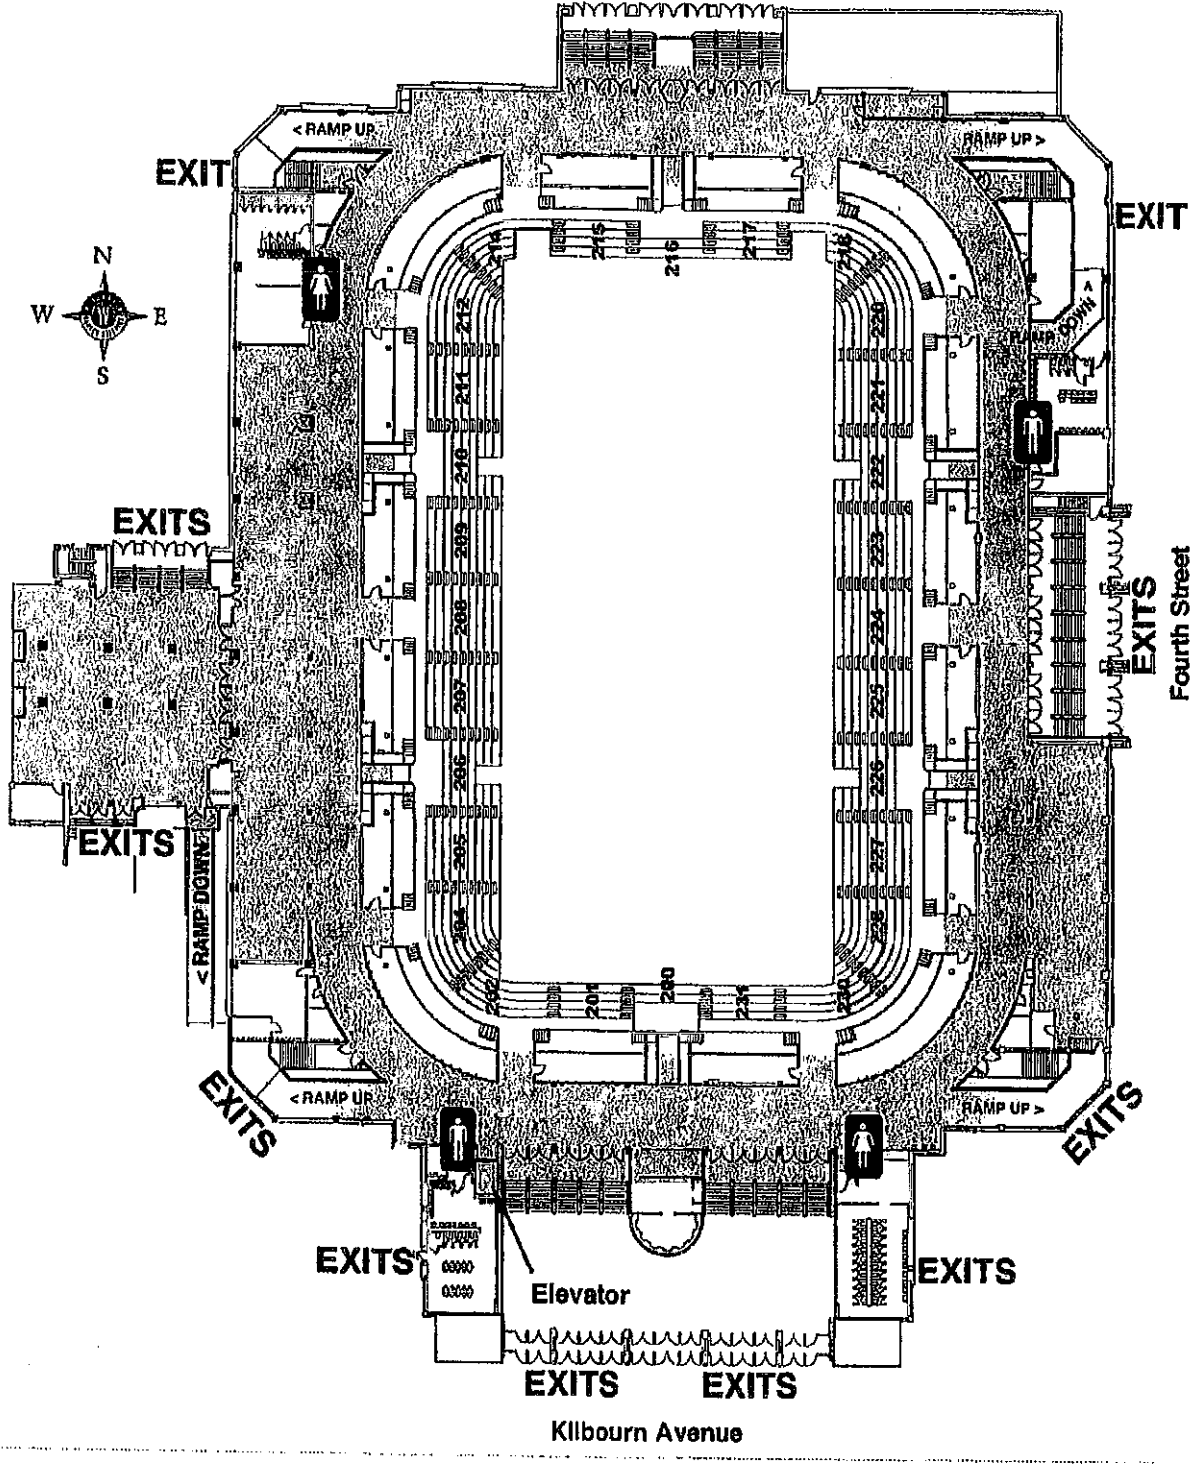 < RAMP UP
RAMP UP >
EXIT
EXIT
N
W E
S
214
215
216
217
218
212
220
211
221
210
222
RAMP DOWN >
EXITS
209
223
208
224
EXITS
Fourth Street
207
225
206
226
EXITS
205
227
< RAMP DOWN
204
228
202
201
200
231
230
EXITS
< RAMP UP
RAMP UP >
EXITS
EXITS
Elevator
EXITS
EXITS
EXITS
Kilbourn Avenue